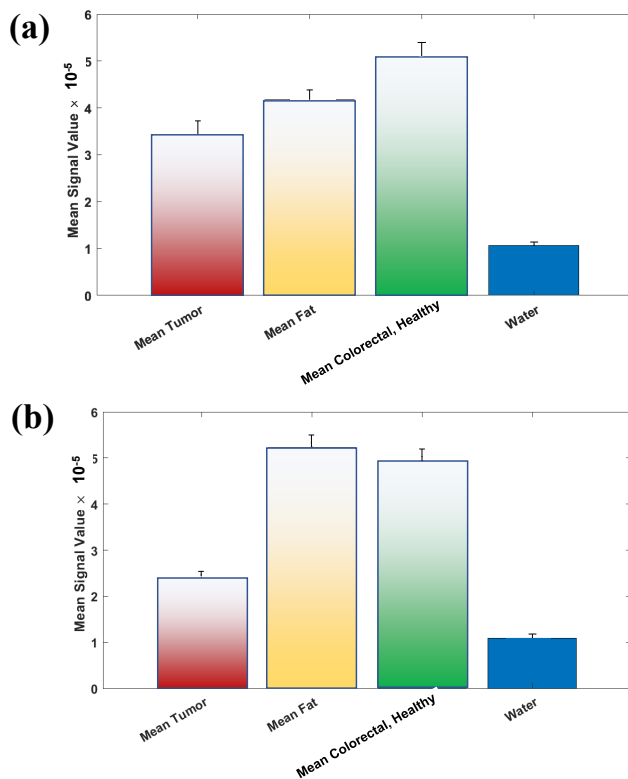 (a)
Mean Signal Value × 10-5
6
5
4
3
2
1
0
Mean Tumor
Mean Fat
Mean Colorectal, Healthy
Water
(b)
Mean Signal Value × 10-5
6
5
4
3
2
1
0
Mean Tumor
Mean Fat
Mean Colorectal, Healthy
Water